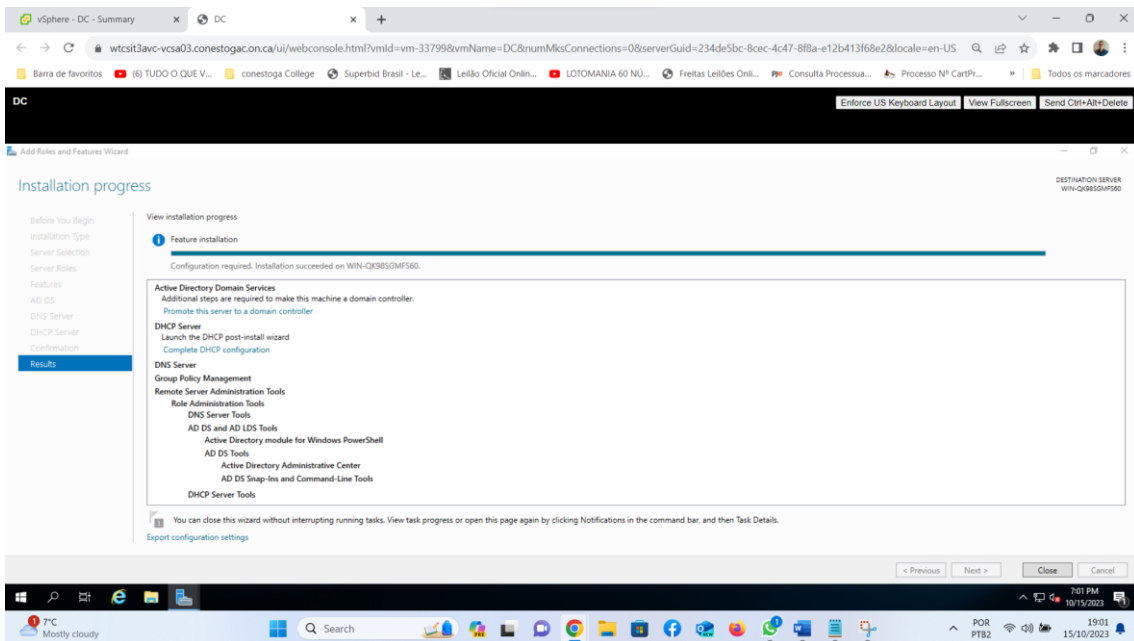 vSphere - DC - Summary
DC
wtcsit3avc-vcsa03.conestogac.on.ca/ui/webconsole.html?vmId=vm-33799&vmName=DC&numMksConnections=0&serverGuid=234de5bc-8cec-4c47-8f8a-e12b413f68e2&locale=en-US
Barra de favoritos (6) TUDO O QUE V... conestoga College Superbid Brasil - Le... Leilão Oficial Onlin... LOTOMANIA 60 NÚ... Freitas Leilões Onli... Consulta Processua... Processo Nº CartPr... » Todos os marcadores
DC Enforce US Keyboard Layout View Fullscreen Send Ctrl+Alt+Delete
Add Roles and Features Wizard
Installation progress
DESTINATION SERVER
WIN-QK98SGMFS60
Before You Begin
Installation Type
Server Selection
Server Roles
Features
AD DS
DNS Server
DHCP Server
Confirmation
Results
View installation progress
Feature installation
Configuration required. Installation succeeded on WIN-QK98SGMFS60.
Active Directory Domain Services
Additional steps are required to make this machine a domain controller.
Promote this server to a domain controller
DHCP Server
Launch the DHCP post-install wizard
Complete DHCP configuration
DNS Server
Group Policy Management
Remote Server Administration Tools
Role Administration Tools
DNS Server Tools
AD DS and AD LDS Tools
Active Directory module for Windows PowerShell
AD DS Tools
Active Directory Administrative Center
AD DS Snap-Ins and Command-Line Tools
DHCP Server Tools
You can close this wizard without interrupting running tasks. View task progress or open this page again by clicking Notifications in the command bar, and then Task Details.
Export configuration settings
< Previous Next > Close Cancel
7:01 PM
10/15/2023
1
7°C
Mostly cloudy
Search
POR
PTB2
19:01
15/10/2023